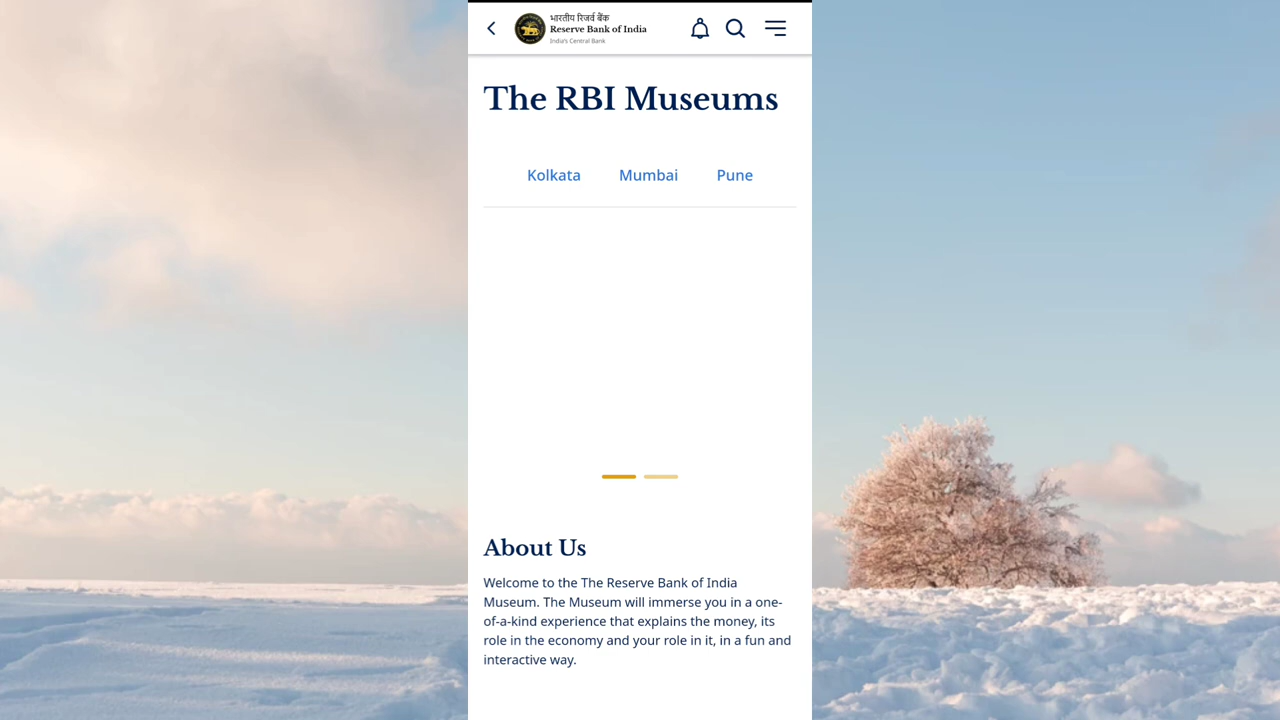 भारतीय रिज़र्व बैंक
Reserve Bank of India
India's Central Bank
The RBI Museums
Kolkata Mumbai Pune
About Us
Welcome to the The Reserve Bank of India
Museum. The Museum will immerse you in a one-
of-a-kind experience that explains the money, its
role in the economy and your role in it, in a fun and
interactive way.